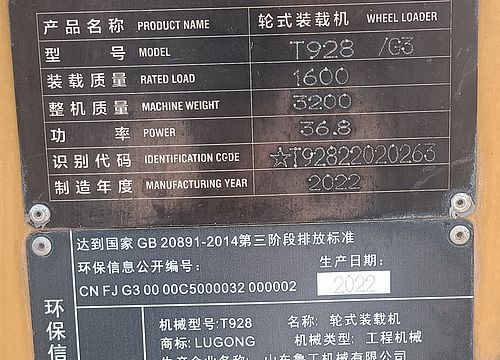 产品名称 PRODUCT NAME 轮式装载机 WHEEL LOADER
型 号 MODEL T928 /G3
装载质量 RATED LOAD 1600
整机质量 MACHINE WEIGHT 3200
功 率 POWER 36.8
识别代码 IDENTIFICATION CODE ☆T92822020263
制造年度 MANUFACTURING YEAR 2022
达到国家 GB 20891-2014第三阶段排放标准
环保信息公开编号: 生产日期:
CN FJ G3 00 00C5000032 000002 2022
环保信
机械型号:T928 名称: 轮式装载机
商标: LUGONG 机械类型: 工程机械